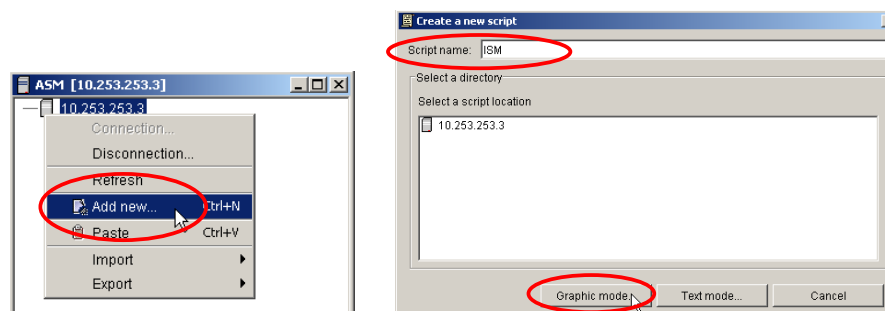 ASM [10.253.253.3]
10.253.253.3
Connection...
Disconnection...
Refresh
Add new... Ctrl+N
Paste Ctrl+V
Import
Export
Create a new script
Script name: ISM
Select a directory
Select a script location
10.253.253.3
Graphic mode.
Text mode...
Cancel